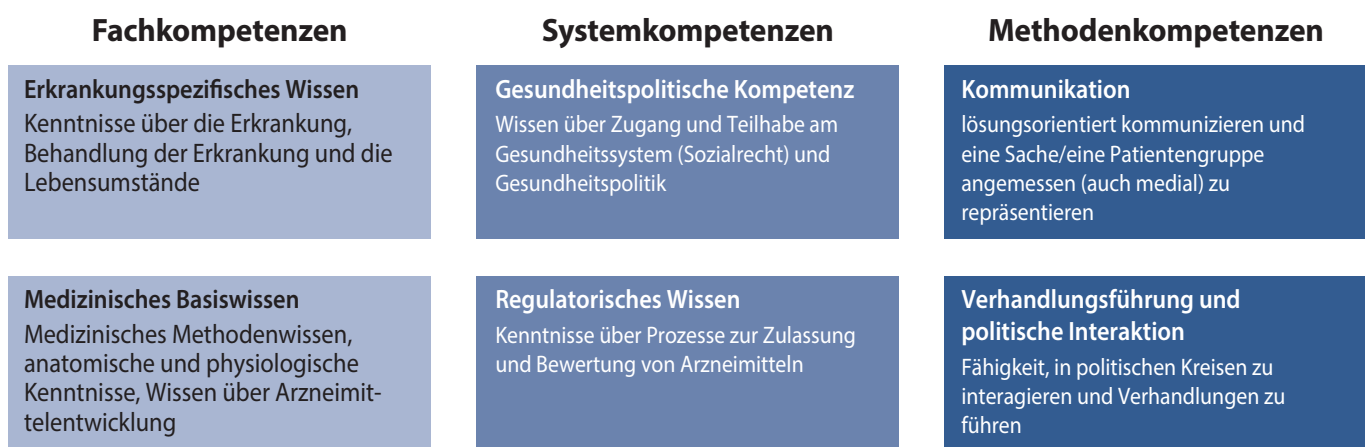 Fachkompetenzen
Erkrankungsspezifisches Wissen
Kenntnisse über die Erkrankung,
Behandlung der Erkrankung und die
Lebensumstände
Medizinisches Basiswissen
Medizinisches Methodenwissen,
anatomische und physiologische
Kenntnisse, Wissen über Arzneimit-
telentwicklung
Systemkompetenzen
Gesundheitspolitische Kompetenz
Wissen über Zugang und Teilhabe am
Gesundheitssystem (Sozialrecht) und
Gesundheitspolitik
Regulatorisches Wissen
Kenntnisse über Prozesse zur Zulassung
und Bewertung von Arzneimitteln
Methodenkompetenzen
Kommunikation
lösungsorientiert kommunizieren und
eine Sache/eine Patientengruppe
angemessen (auch medial) zu
repräsentieren
Verhandlungsführung und
politische Interaktion
Fähigkeit, in politischen Kreisen zu
interagieren und Verhandlungen zu
führen